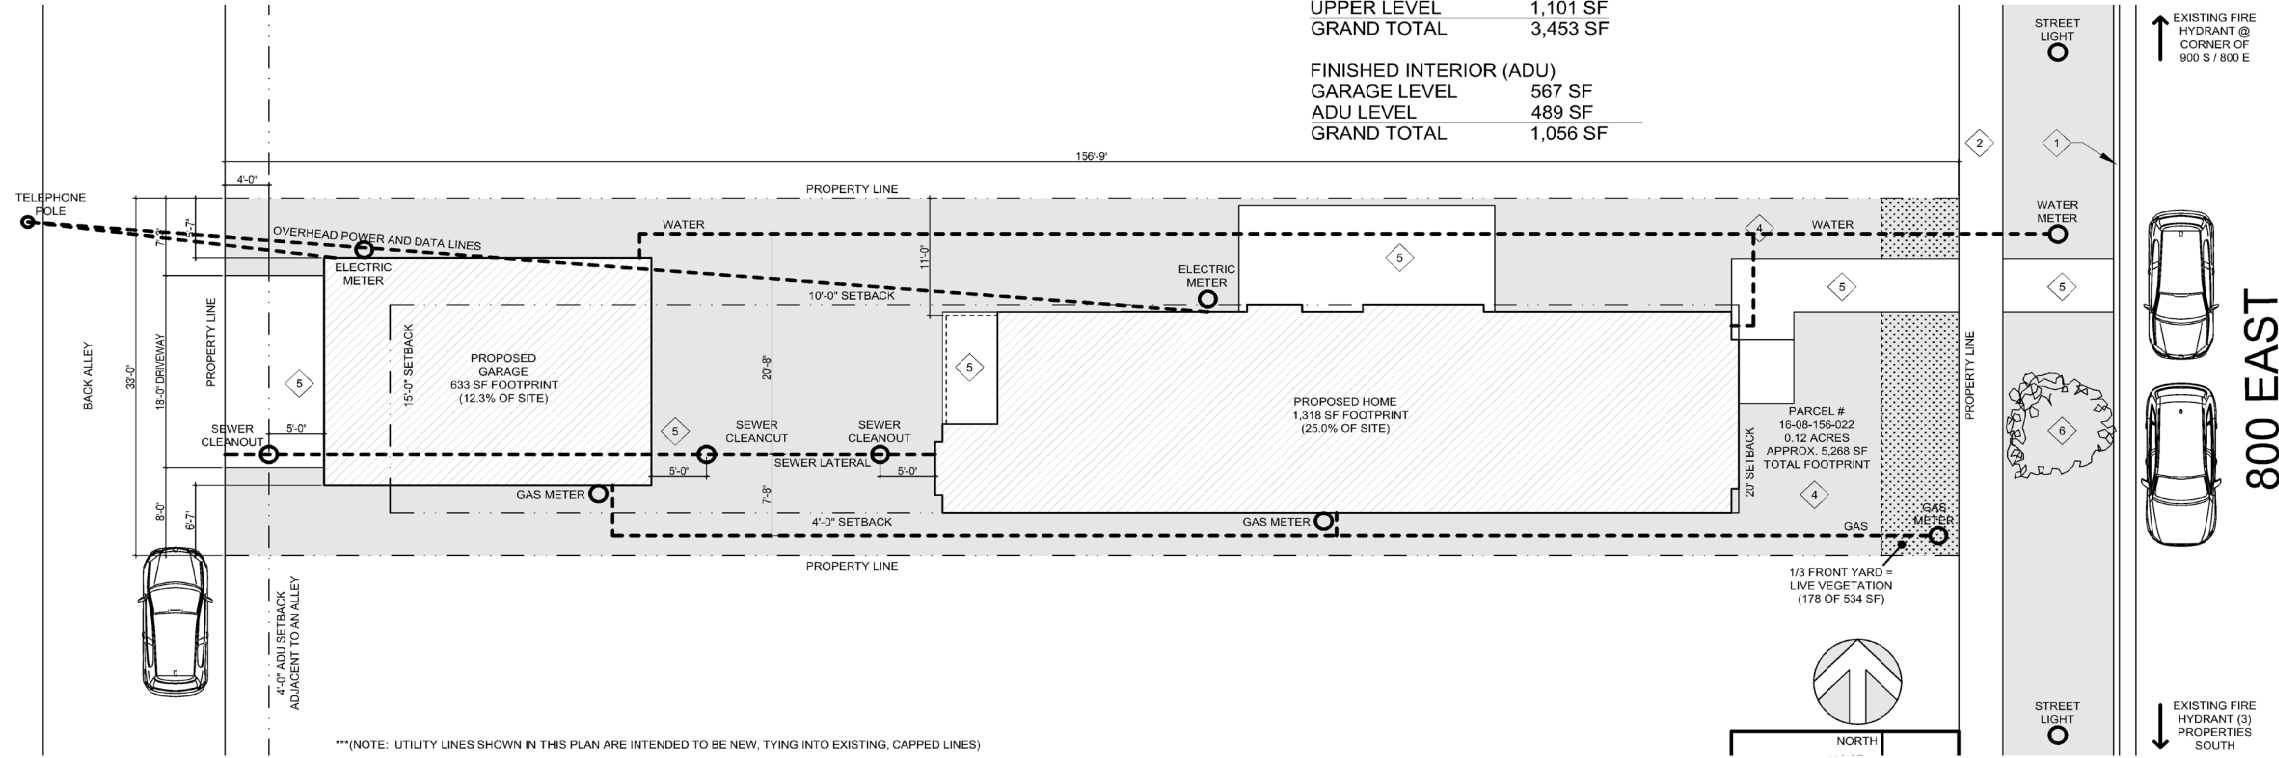 UPPER LEVEL 1,101 SF
GRAND TOTAL 3,453 SF
FINISHED INTERIOR (ADU)
GARAGE LEVEL 567 SF
ADU LEVEL 489 SF
GRAND TOTAL 1,056 SF
STREET
LIGHT
EXISTING FIRE
HYDRANT @
CORNER OF
900 S / 800 E
2
1
156'-9"
4'-0"
PROPERTY LINE
TELEPHONE
POLE
7'-3"
5'-7"
OVERHEAD POWER AND DATA LINES
ELECTRIC
METER
WATER
11'-0"
ELECTRIC
METER
5
4
WATER
WATER
METER
5
5
10'-0" SETBACK
BACK ALLEY
33'-0"
18'-0" DRIVEWAY
PROPERTY LINE
5
15'-0" SETBACK
PROPOSED
GARAGE
633 SF FOOTPRINT
(12.3% OF SITE)
20'-8"
5
PROPOSED HOME
1,318 SF FOOTPRINT
(25.0% OF SITE)
PARCEL #
16-08-156-022
0.12 ACRES
APPROX. 5,268 SF
TOTAL FOOTPRINT
4
20' SETBACK
PROPERTY LINE
6
800 EAST
SEWER
CLEANOUT
5'-0"
5
SEWER
CLEANOUT
SEWER
CLEANOUT
SEWER LATERAL
5'-0"
5'-0"
7'-8"
8'-0"
6'-7"
GAS METER
4'-0" SETBACK
GAS METER
GAS
GAS
METER
PROPERTY LINE
1/3 FRONT YARD =
LIVE VEGETATION
(178 OF 534 SF)
4'-0" ADU SETBACK
ADJACENT TO AN ALLEY
***(NOTE: UTILITY LINES SHOWN IN THIS PLAN ARE INTENDED TO BE NEW, TYING INTO EXISTING, CAPPED LINES)
NORTH
STREET
LIGHT
EXISTING FIRE
HYDRANT (3)
PROPERTIES
SOUTH